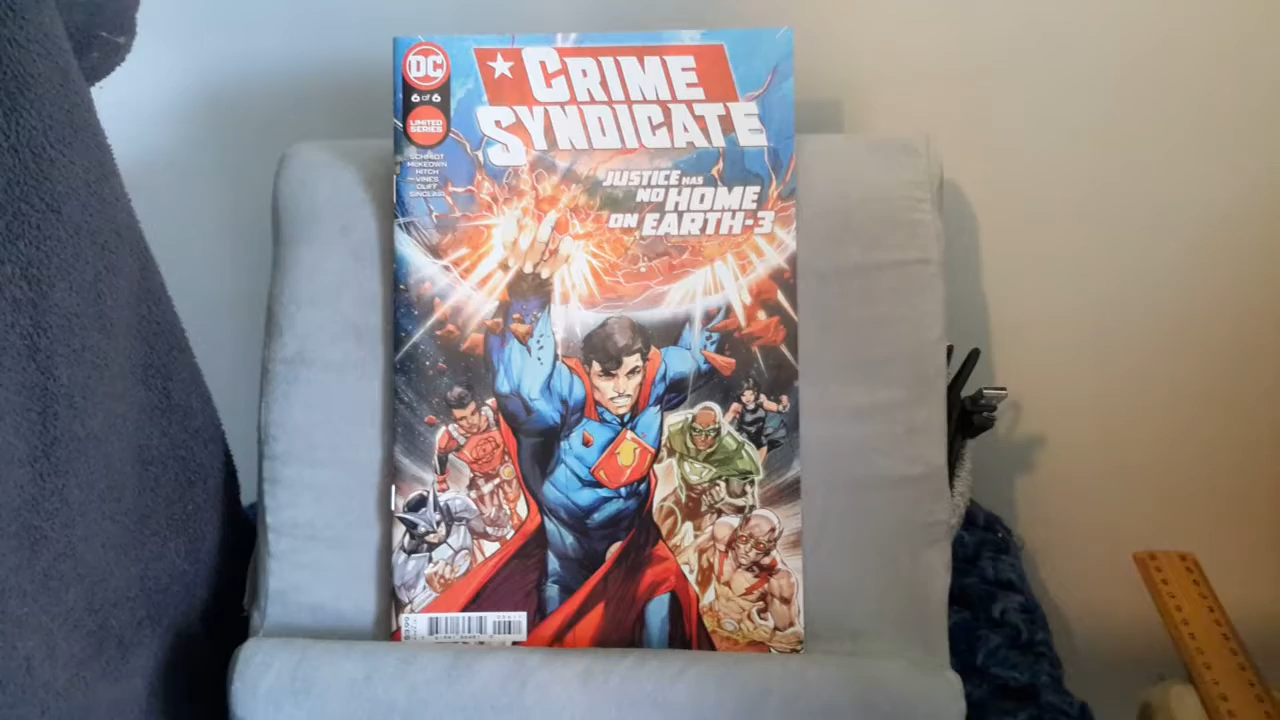 DC
6 of 6
LIMITED
SERIES
SCHMIDT
McKEOWN
HITCH
VINES
CLIFF
SINCLAIR
CRIME
SYNDICATE
JUSTICE HAS
NO HOME
ON EARTH-3
U